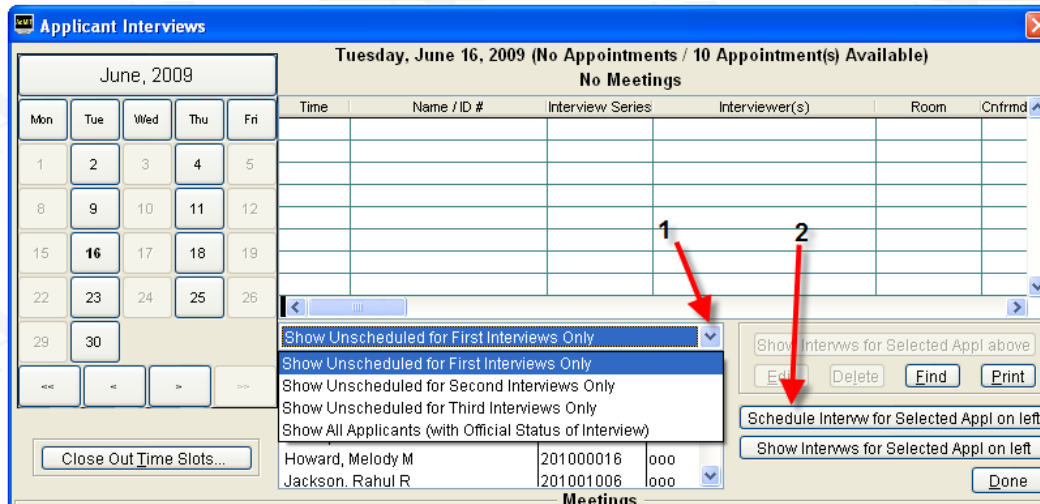 AcMT Applicant Interviews
Tuesday, June 16, 2009 (No Appointments / 10 Appointment(s) Available)
No Meetings
June, 2009
Mon Tue Wed Thu Fri
1 2 3 4 5
8 9 10 11 12
15 16 17 18 19
22 23 24 25 26
29 30
<< < > >>
Close Out Time Slots...
Time Name / ID # Interview Series Interviewer(s) Room Cnfrmd
1 2
Show Unscheduled for First Interviews Only
Show Unscheduled for First Interviews Only
Show Unscheduled for Second Interviews Only
Show Unscheduled for Third Interviews Only
Show All Applicants (with Official Status of Interview)
Howard, Melody M 201000016 ooo
Jackson, Rahul R 201001006 ooo
Show Intervws for Selected Appl above
Edit Delete Find Print
Schedule Intervw for Selected Appl on left
Show Intervws for Selected Appl on left
Done
Meetings